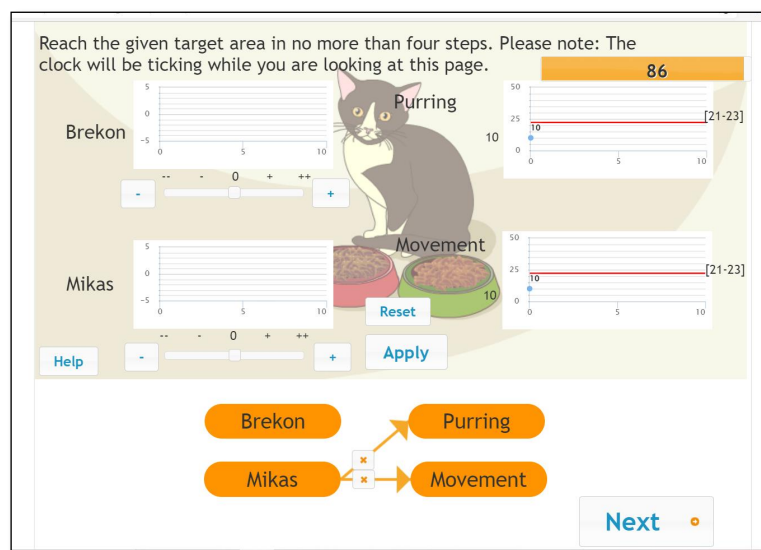 Reach the given target area in no more than four steps. Please note: The
clock will be ticking while you are looking at this page.
86
Brekon
5
0
-5
0 5 10
-- - 0 + ++
- +
Purring
10
50
25
0
10
[21-23]
0 5 10
Mikas
5
0
-5
0 5 10
-- - 0 + ++
- +
Movement
10
50
25
0
10
[21-23]
0 5 10
Reset
Apply
Help
Brekon
Purring
Mikas
Movement
Next